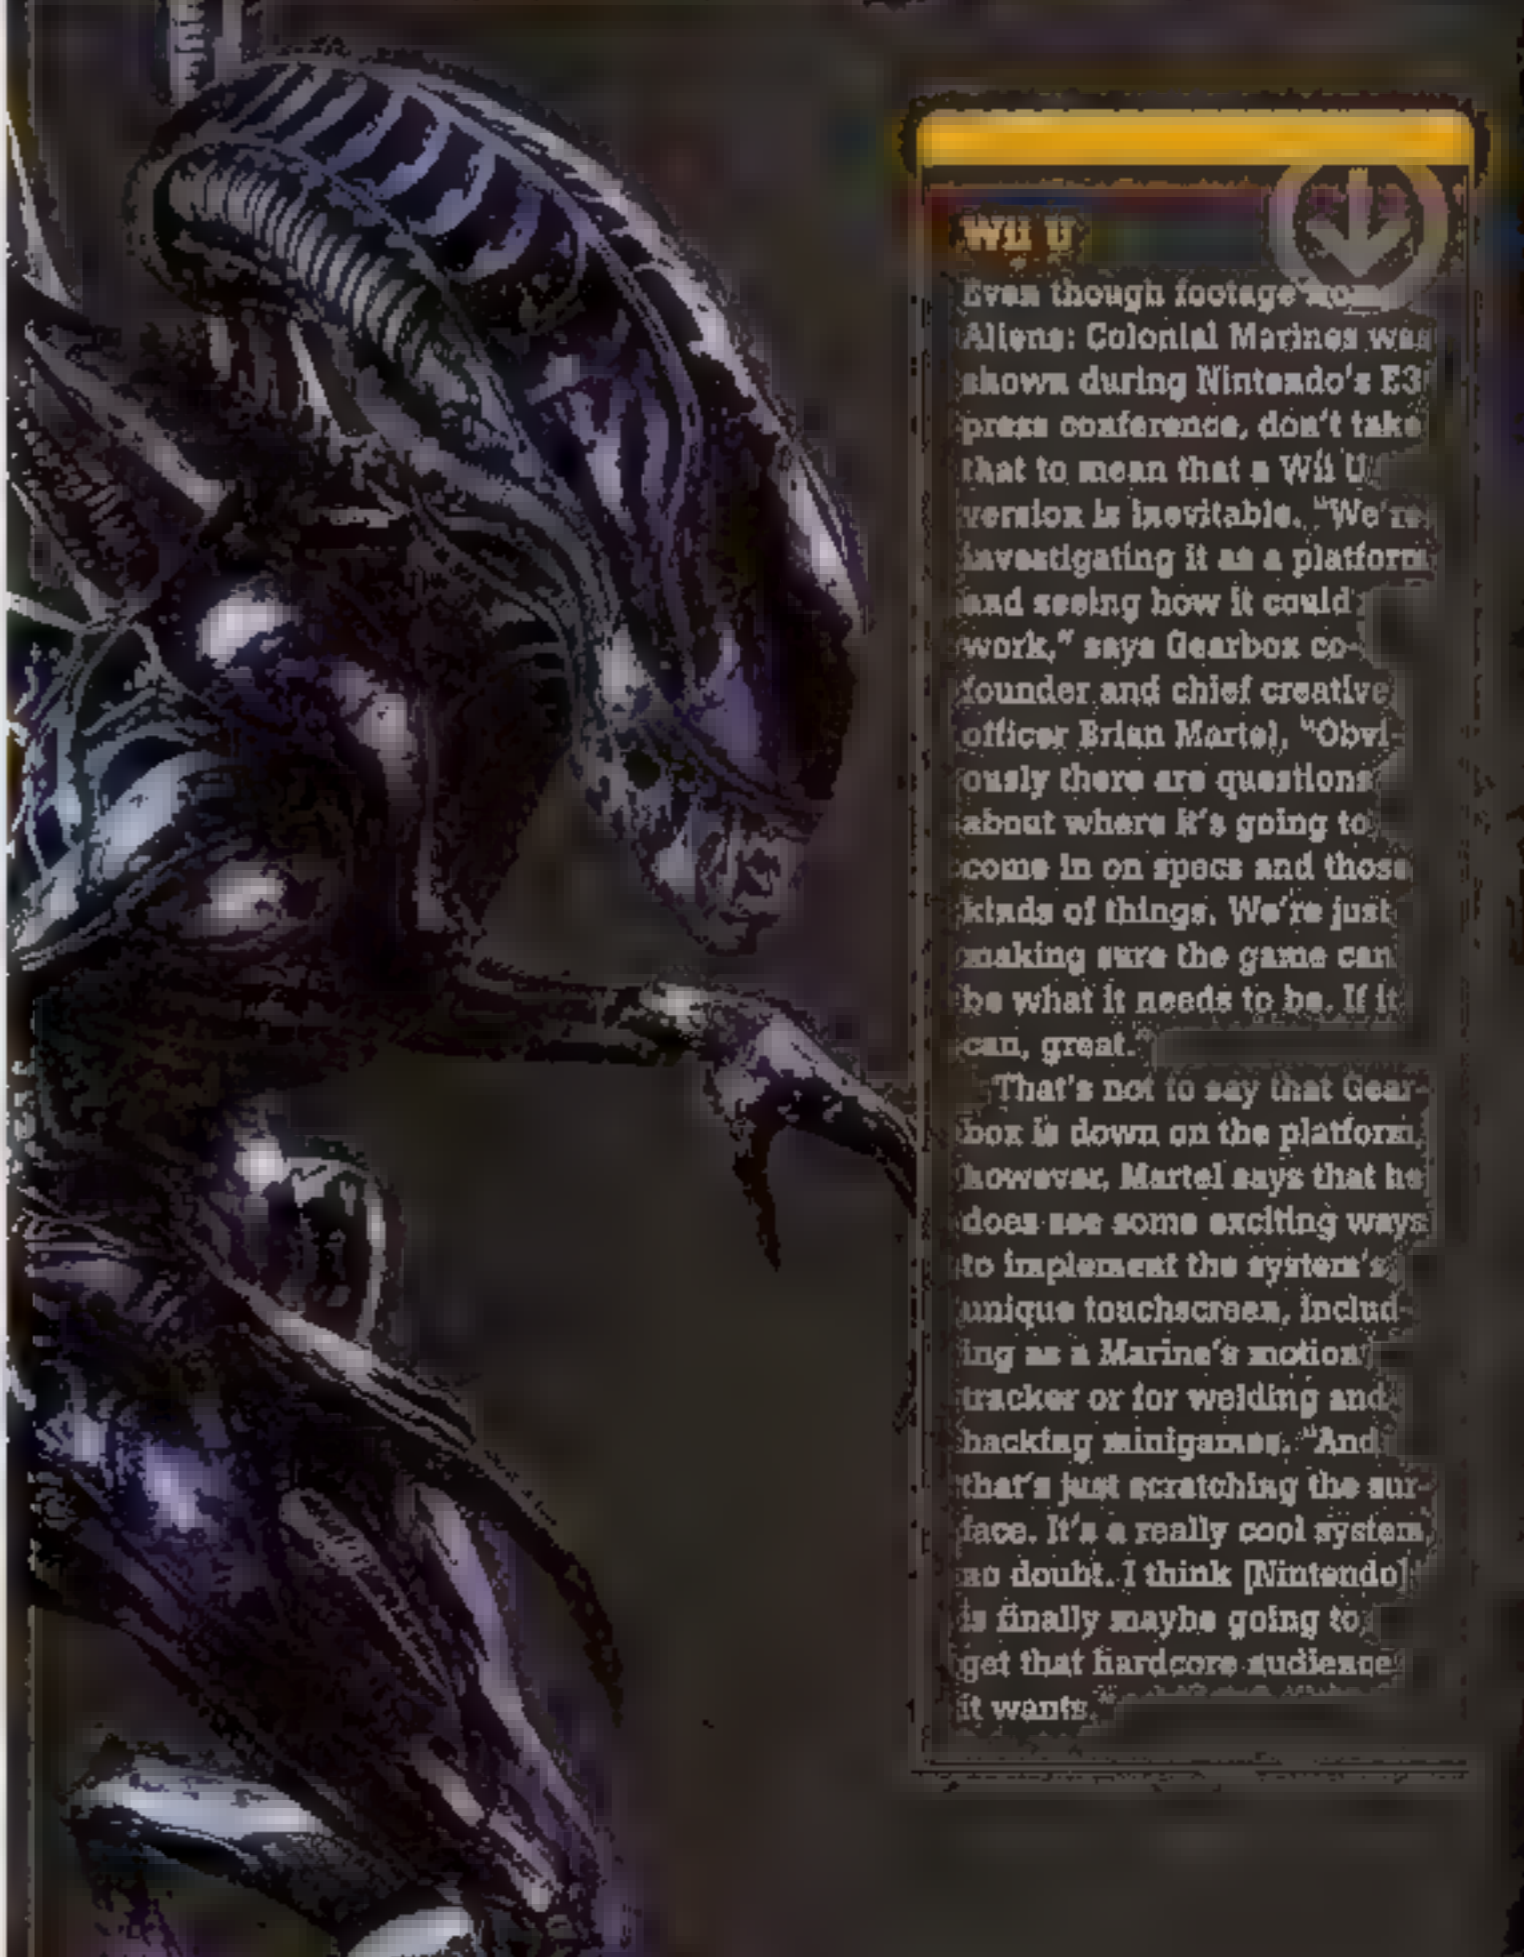 Wii U
Even though footage from
Aliens: Colonial Marines was
shown during Nintendo's E3
press conference, don't take
that to mean that a Wii U
version is inevitable. "We're
investigating it as a platform
and seeing how it could
work," says Gearbox co-
founder and chief creative
officer Brian Martel, "Obvi-
ously there are questions
about where it's going to
come in on specs and those
kinds of things. We're just
making sure the game can
be what it needs to be. If it
can, great."
That's not to say that Gear-
box is down on the platform,
however, Martel says that he
does see some exciting ways
to implement the system's
unique touchscreen, includ-
ing as a Marine's motion
tracker or for welding and
hacking minigames. "And
that's just scratching the sur-
face. It's a really cool system,
no doubt. I think [Nintendo]
is finally maybe going to
get that hardcore audience
it wants."